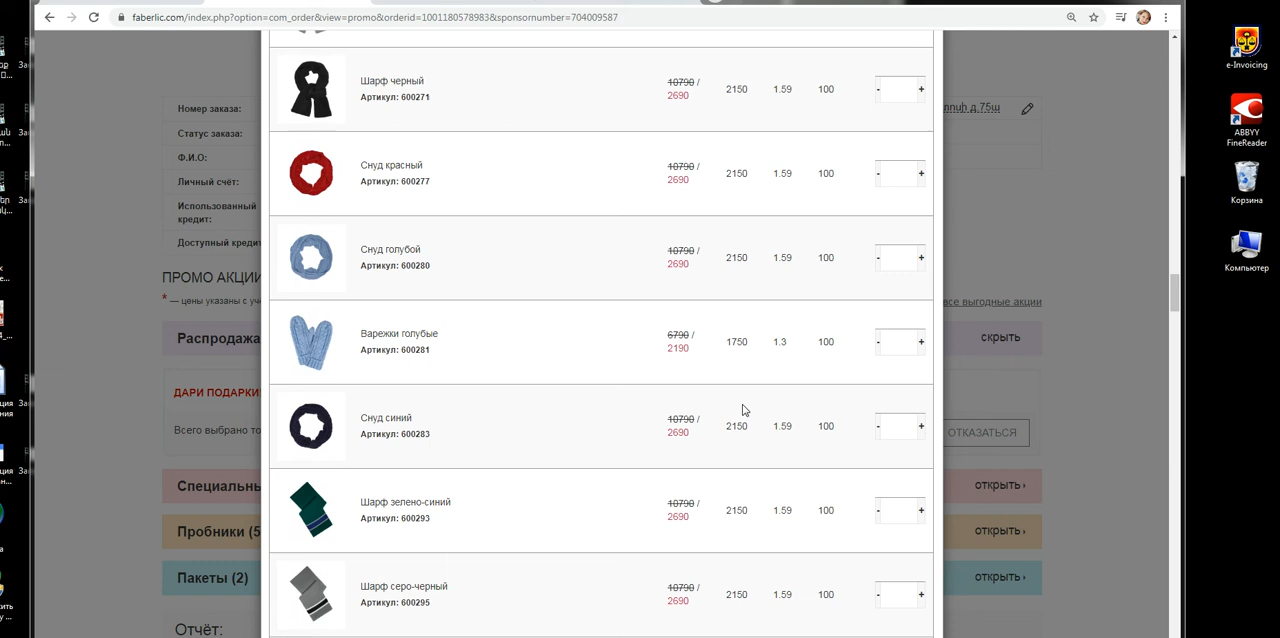 faberlic.com/index.php?option=com_order&view=promo&orderid=1001180578983&sponsornumber=704009587
e-Invoicing
ABBYY
FineReader
Корзина
Компьютер
Номер заказа:
Статус заказа:
Ф.И.О:
Личный счёт:
Использованный
кредит:
Доступный кредит
ПРОМО АКЦИИ
* — цены указаны с уч
все выгодные акции
Распродажа
скрыть
ДАРИ ПОДАРКИ
Всего выбрано то
ОТКАЗАТЬСЯ
Специальнь
открыть ›
Пробники (5
открыть ›
Пакеты (2)
открыть ›
Отчёт:
Шарф черный
Артикул: 600271
10790 /
2690
2150 1.59 100 - +
Снуд красный
Артикул: 600277
10790 /
2690
2150 1.59 100 - +
Снуд голубой
Артикул: 600280
10790 /
2690
2150 1.59 100 - +
Варежки голубые
Артикул: 600281
6790 /
2190
1750 1.3 100 - +
Снуд синий
Артикул: 600283
10790 /
2690
2150 1.59 100 - +
Шарф зелено-синий
Артикул: 600293
10790 /
2690
2150 1.59 100 - +
Шарф серо-черный
Артикул: 600295
10790 /
2690
2150 1.59 100 - +